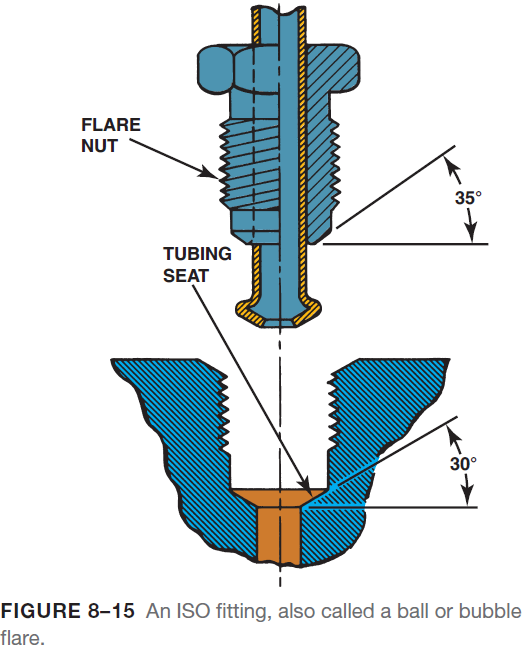 FLARE
NUT
35°
TUBING
SEAT
30°
FIGURE 8–15 An ISO fitting, also called a ball or bubble
flare.